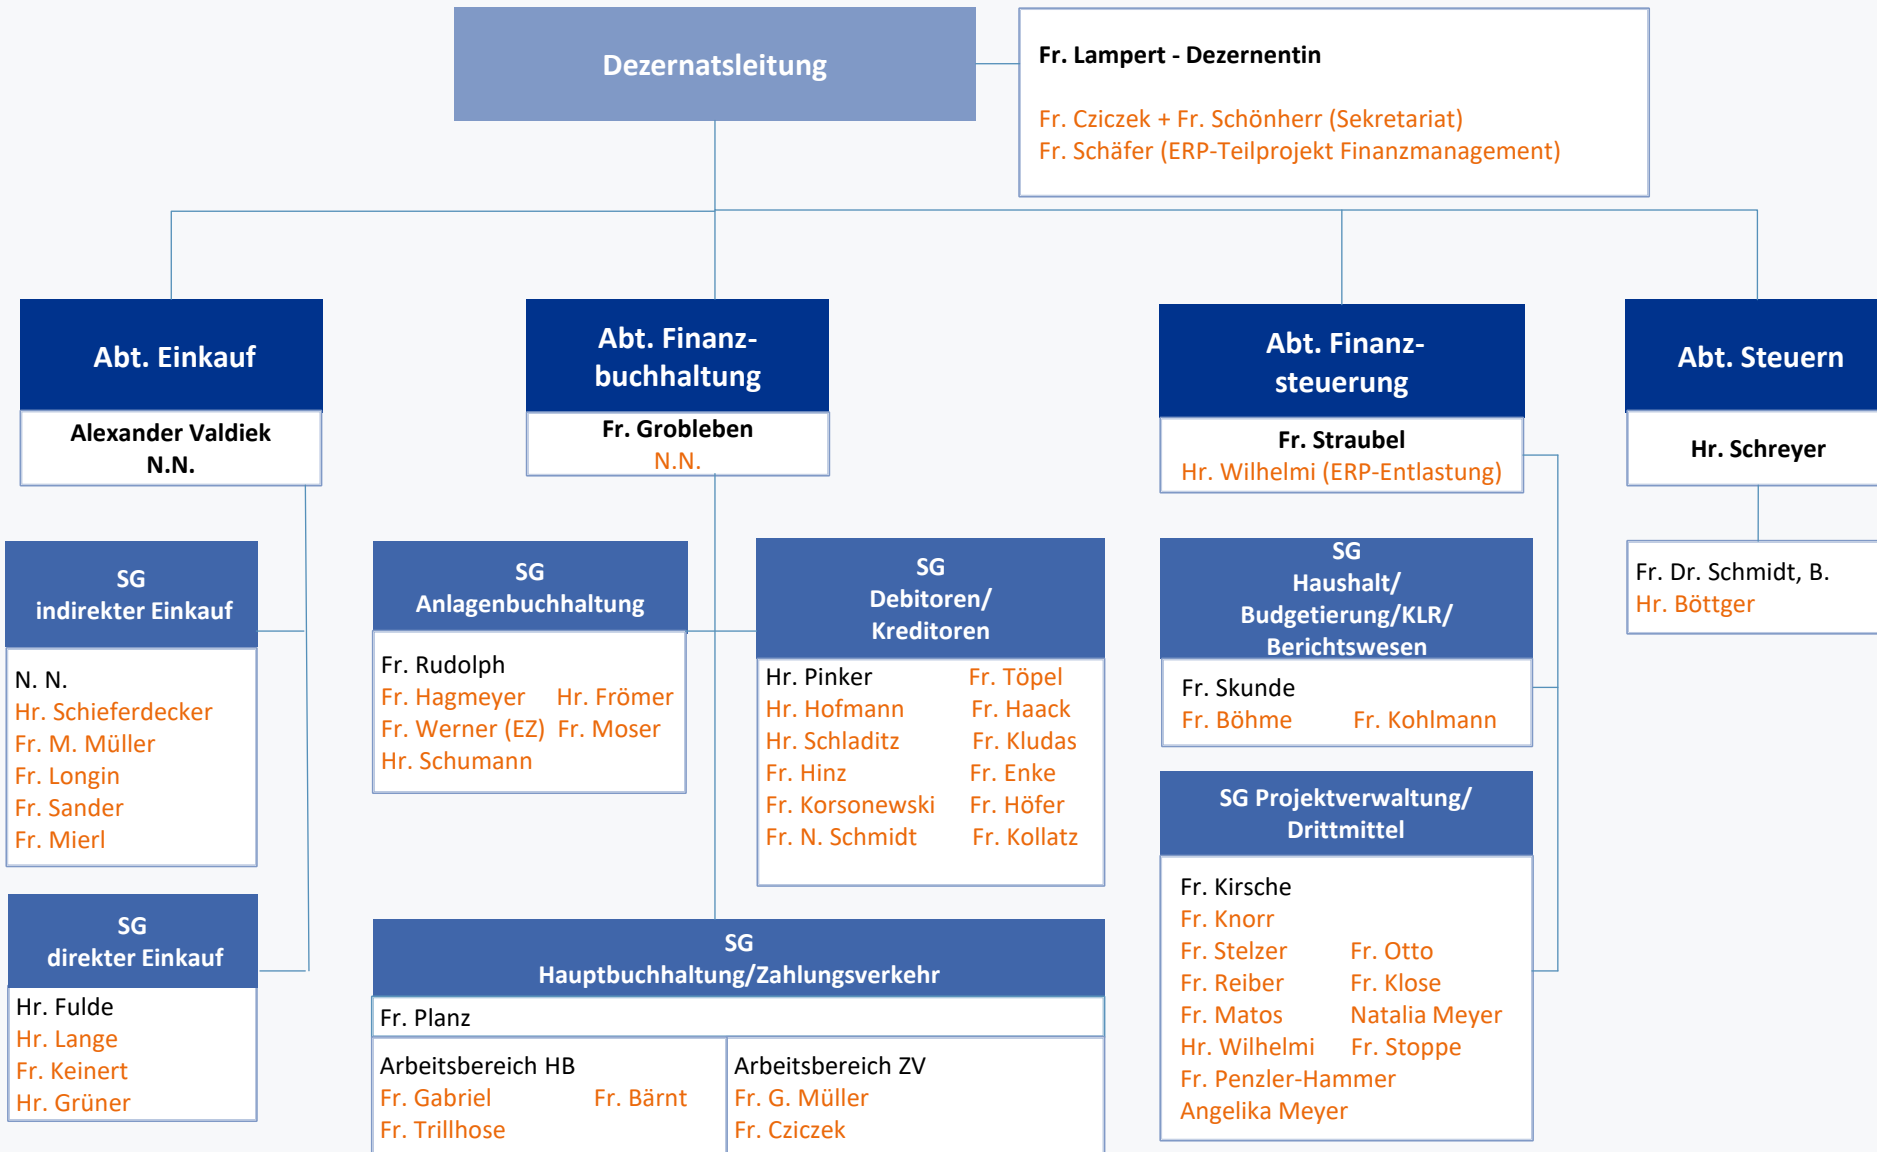 Dezernatsleitung
Fr. Lampert - Dezernentin
Fr. Cziczek + Fr. Schönherr (Sekretariat)
Fr. Schäfer (ERP-Teilprojekt Finanzmanagement)
Abt. Einkauf
Alexander Valdiek
N.N.
SG
indirekter Einkauf
N. N.
Hr. Schieferdecker
Fr. M. Müller
Fr. Longin
Fr. Sander
Fr. Mierl
SG
direkter Einkauf
Hr. Fulde
Hr. Lange
Fr. Keinert
Hr. Grüner
Abt. Finanz-
buchhaltung
Fr. Grobleben
N.N.
SG
Anlagenbuchhaltung
Fr. Rudolph
Fr. Hagmeyer Hr. Frömer
Fr. Werner (EZ) Fr. Moser
Hr. Schumann
SG
Debitoren/
Kreditoren
Hr. Pinker Fr. Töpel
Hr. Hofmann Fr. Haack
Hr. Schladitz Fr. Kludas
Fr. Hinz Fr. Enke
Fr. Korsonewski Fr. Höfer
Fr. N. Schmidt Fr. Kollatz
SG
Hauptbuchhaltung/Zahlungsverkehr
Fr. Planz
Arbeitsbereich HB
Fr. Gabriel Fr. Bärnt
Fr. Trillhose
Arbeitsbereich ZV
Fr. G. Müller
Fr. Cziczek
Abt. Finanz-
steuerung
Fr. Straubel
Hr. Wilhelmi (ERP-Entlastung)
SG
Haushalt/
Budgetierung/KLR/
Berichtswesen
Fr. Skunde
Fr. Böhme Fr. Kohlmann
SG Projektverwaltung/
Drittmittel
Fr. Kirsche
Fr. Knorr
Fr. Stelzer Fr. Otto
Fr. Reiber Fr. Klose
Fr. Matos Natalia Meyer
Hr. Wilhelmi Fr. Stoppe
Fr. Penzler-Hammer
Angelika Meyer
Abt. Steuern
Hr. Schreyer
Fr. Dr. Schmidt, B.
Hr. Böttger